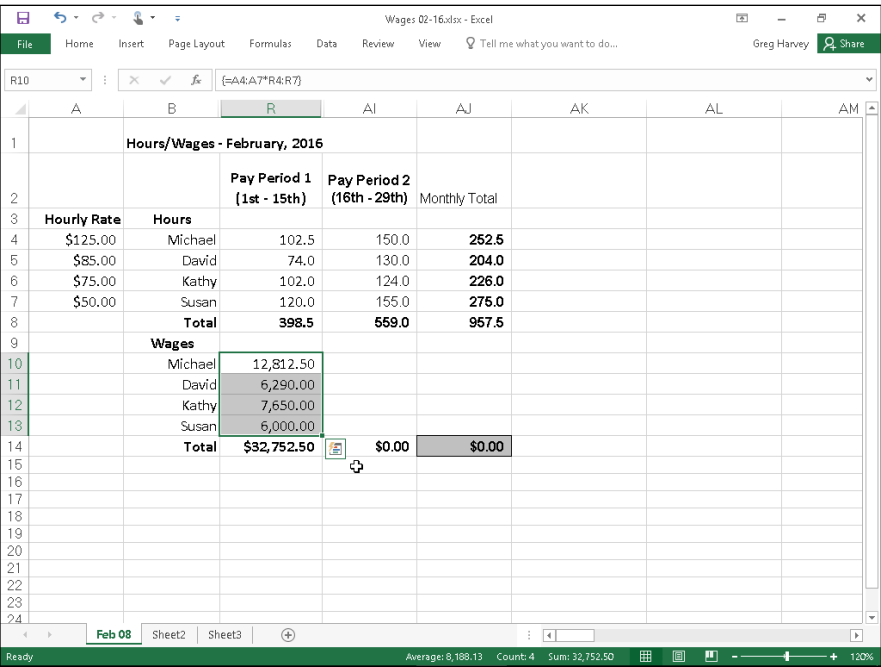 Wages 02-16.xlsx - Excel
File Home Insert Page Layout Formulas Data Review View Tell me what you want to do... Greg Harvey Share
R10 fx {=A4:A7*R4:R7}
A B R AI AJ AK AL AM
1 Hours/Wages - February, 2016
Pay Period 1 Pay Period 2
2 (1st - 15th) (16th - 29th) Monthly Total
3 Hourly Rate Hours
4 $125.00 Michael 102.5 150.0 252.5
5 $85.00 David 74.0 130.0 204.0
6 $75.00 Kathy 102.0 124.0 226.0
7 $50.00 Susan 120.0 155.0 275.0
8 Total 398.5 559.0 957.5
9 Wages
10 Michael 12,812.50
11 David 6,290.00
12 Kathy 7,650.00
13 Susan 6,000.00
14 Total $32,752.50 $0.00 $0.00
15
16
17
18
19
20
21
22
23
24
Feb 08 Sheet2 Sheet3
Ready Average: 8,188.13 Count: 4 Sum: 32,752.50 120%